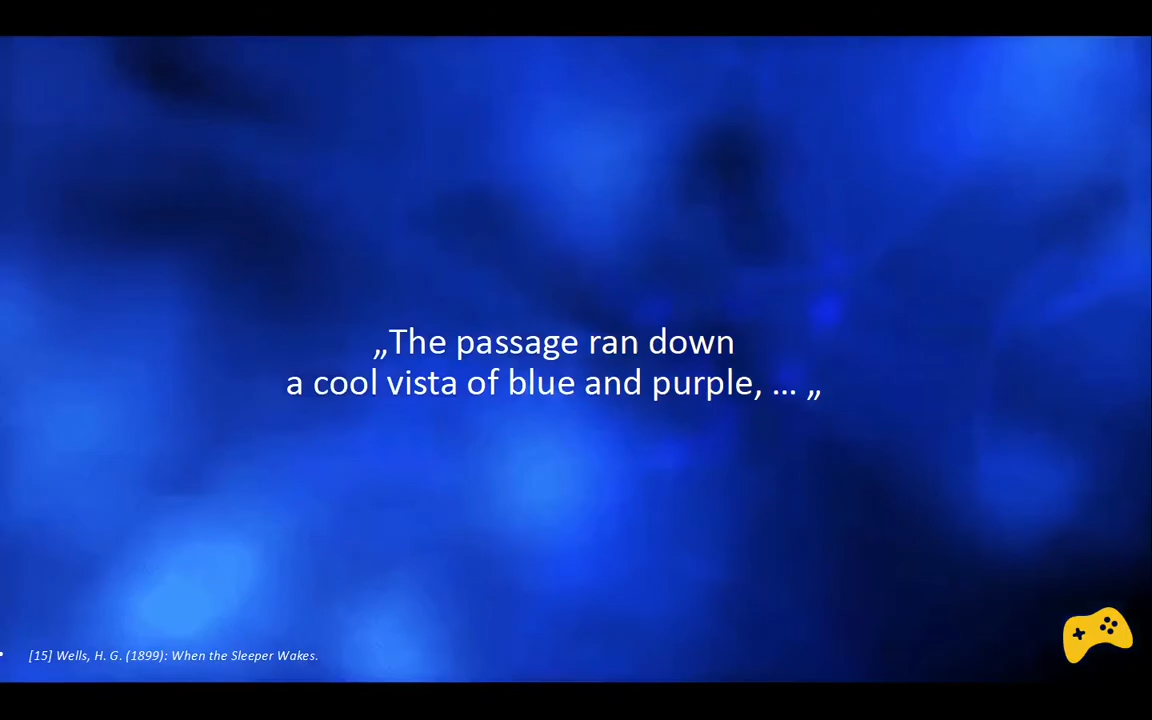 „The passage ran down
a cool vista of blue and purple, ... „
• [15] Wells, H. G. (1899): When the Sleeper Wakes.